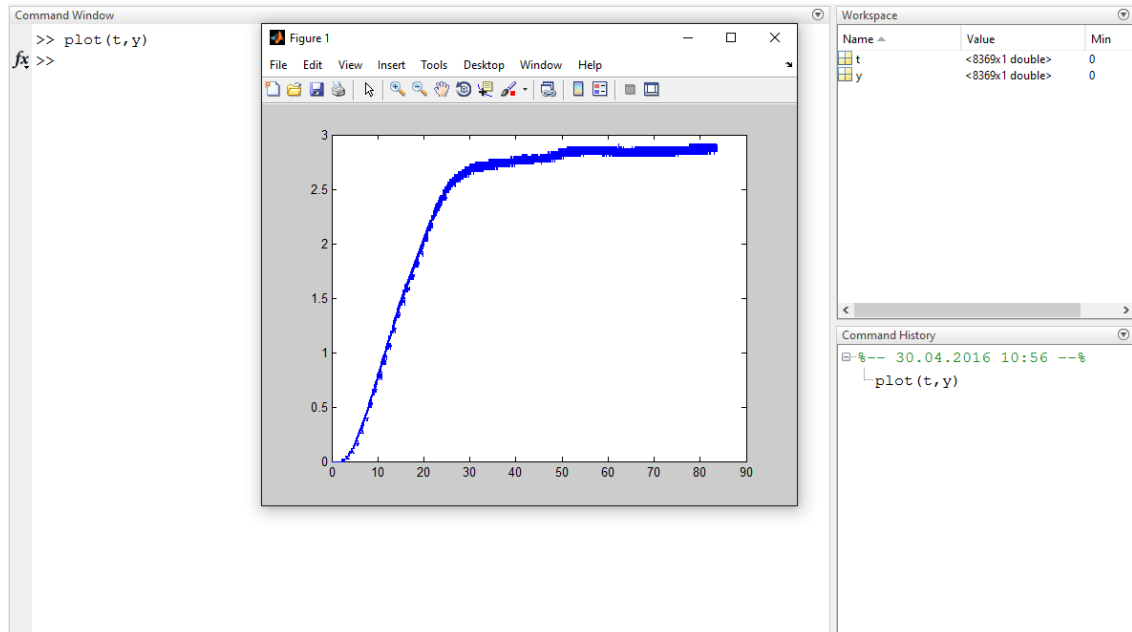 Command Window
>> plot(t,y)
fx >>
Figure 1
File Edit View Insert Tools Desktop Window Help
3
2.5
2
1.5
1
0.5
0
0 10 20 30 40 50 60 70 80 90
Workspace
Name Value Min
t <8369x1 double> 0
y <8369x1 double> 0
Command History
%-- 30.04.2016 10:56 --%
plot(t,y)